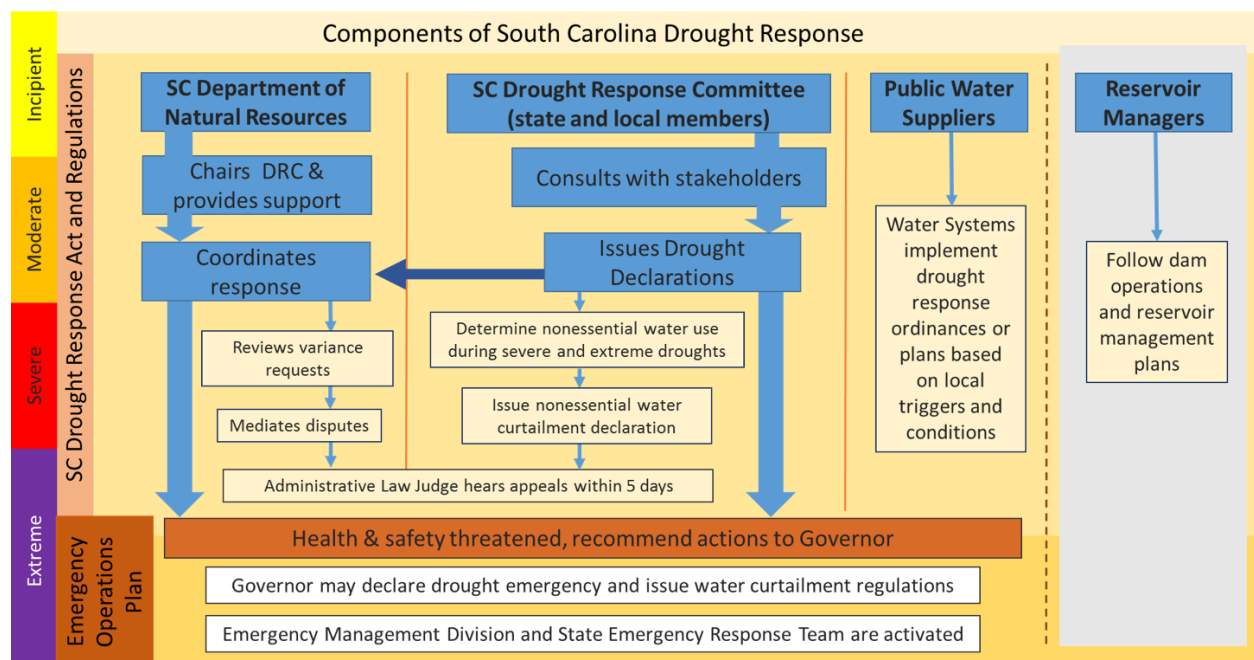 Components of South Carolina Drought Response
Incipient
Moderate
Severe
Extreme
SC Drought Response Act and Regulations
Emergency
Operations
Plan
SC Department of
Natural Resources
Chairs DRC &
provides support
Coordinates
response
Reviews variance
requests
Mediates disputes
SC Drought Response Committee
(state and local members)
Consults with stakeholders
Issues Drought
Declarations
Determine nonessential water use
during severe and extreme droughts
Issue nonessential water
curtailment declaration
Administrative Law Judge hears appeals within 5 days
Public Water
Suppliers
Water Systems
implement
drought
response
ordinances or
plans based
on local
triggers and
conditions
Reservoir
Managers
Follow dam
operations
and reservoir
management
plans
Health & safety threatened, recommend actions to Governor
Governor may declare drought emergency and issue water curtailment regulations
Emergency Management Division and State Emergency Response Team are activated